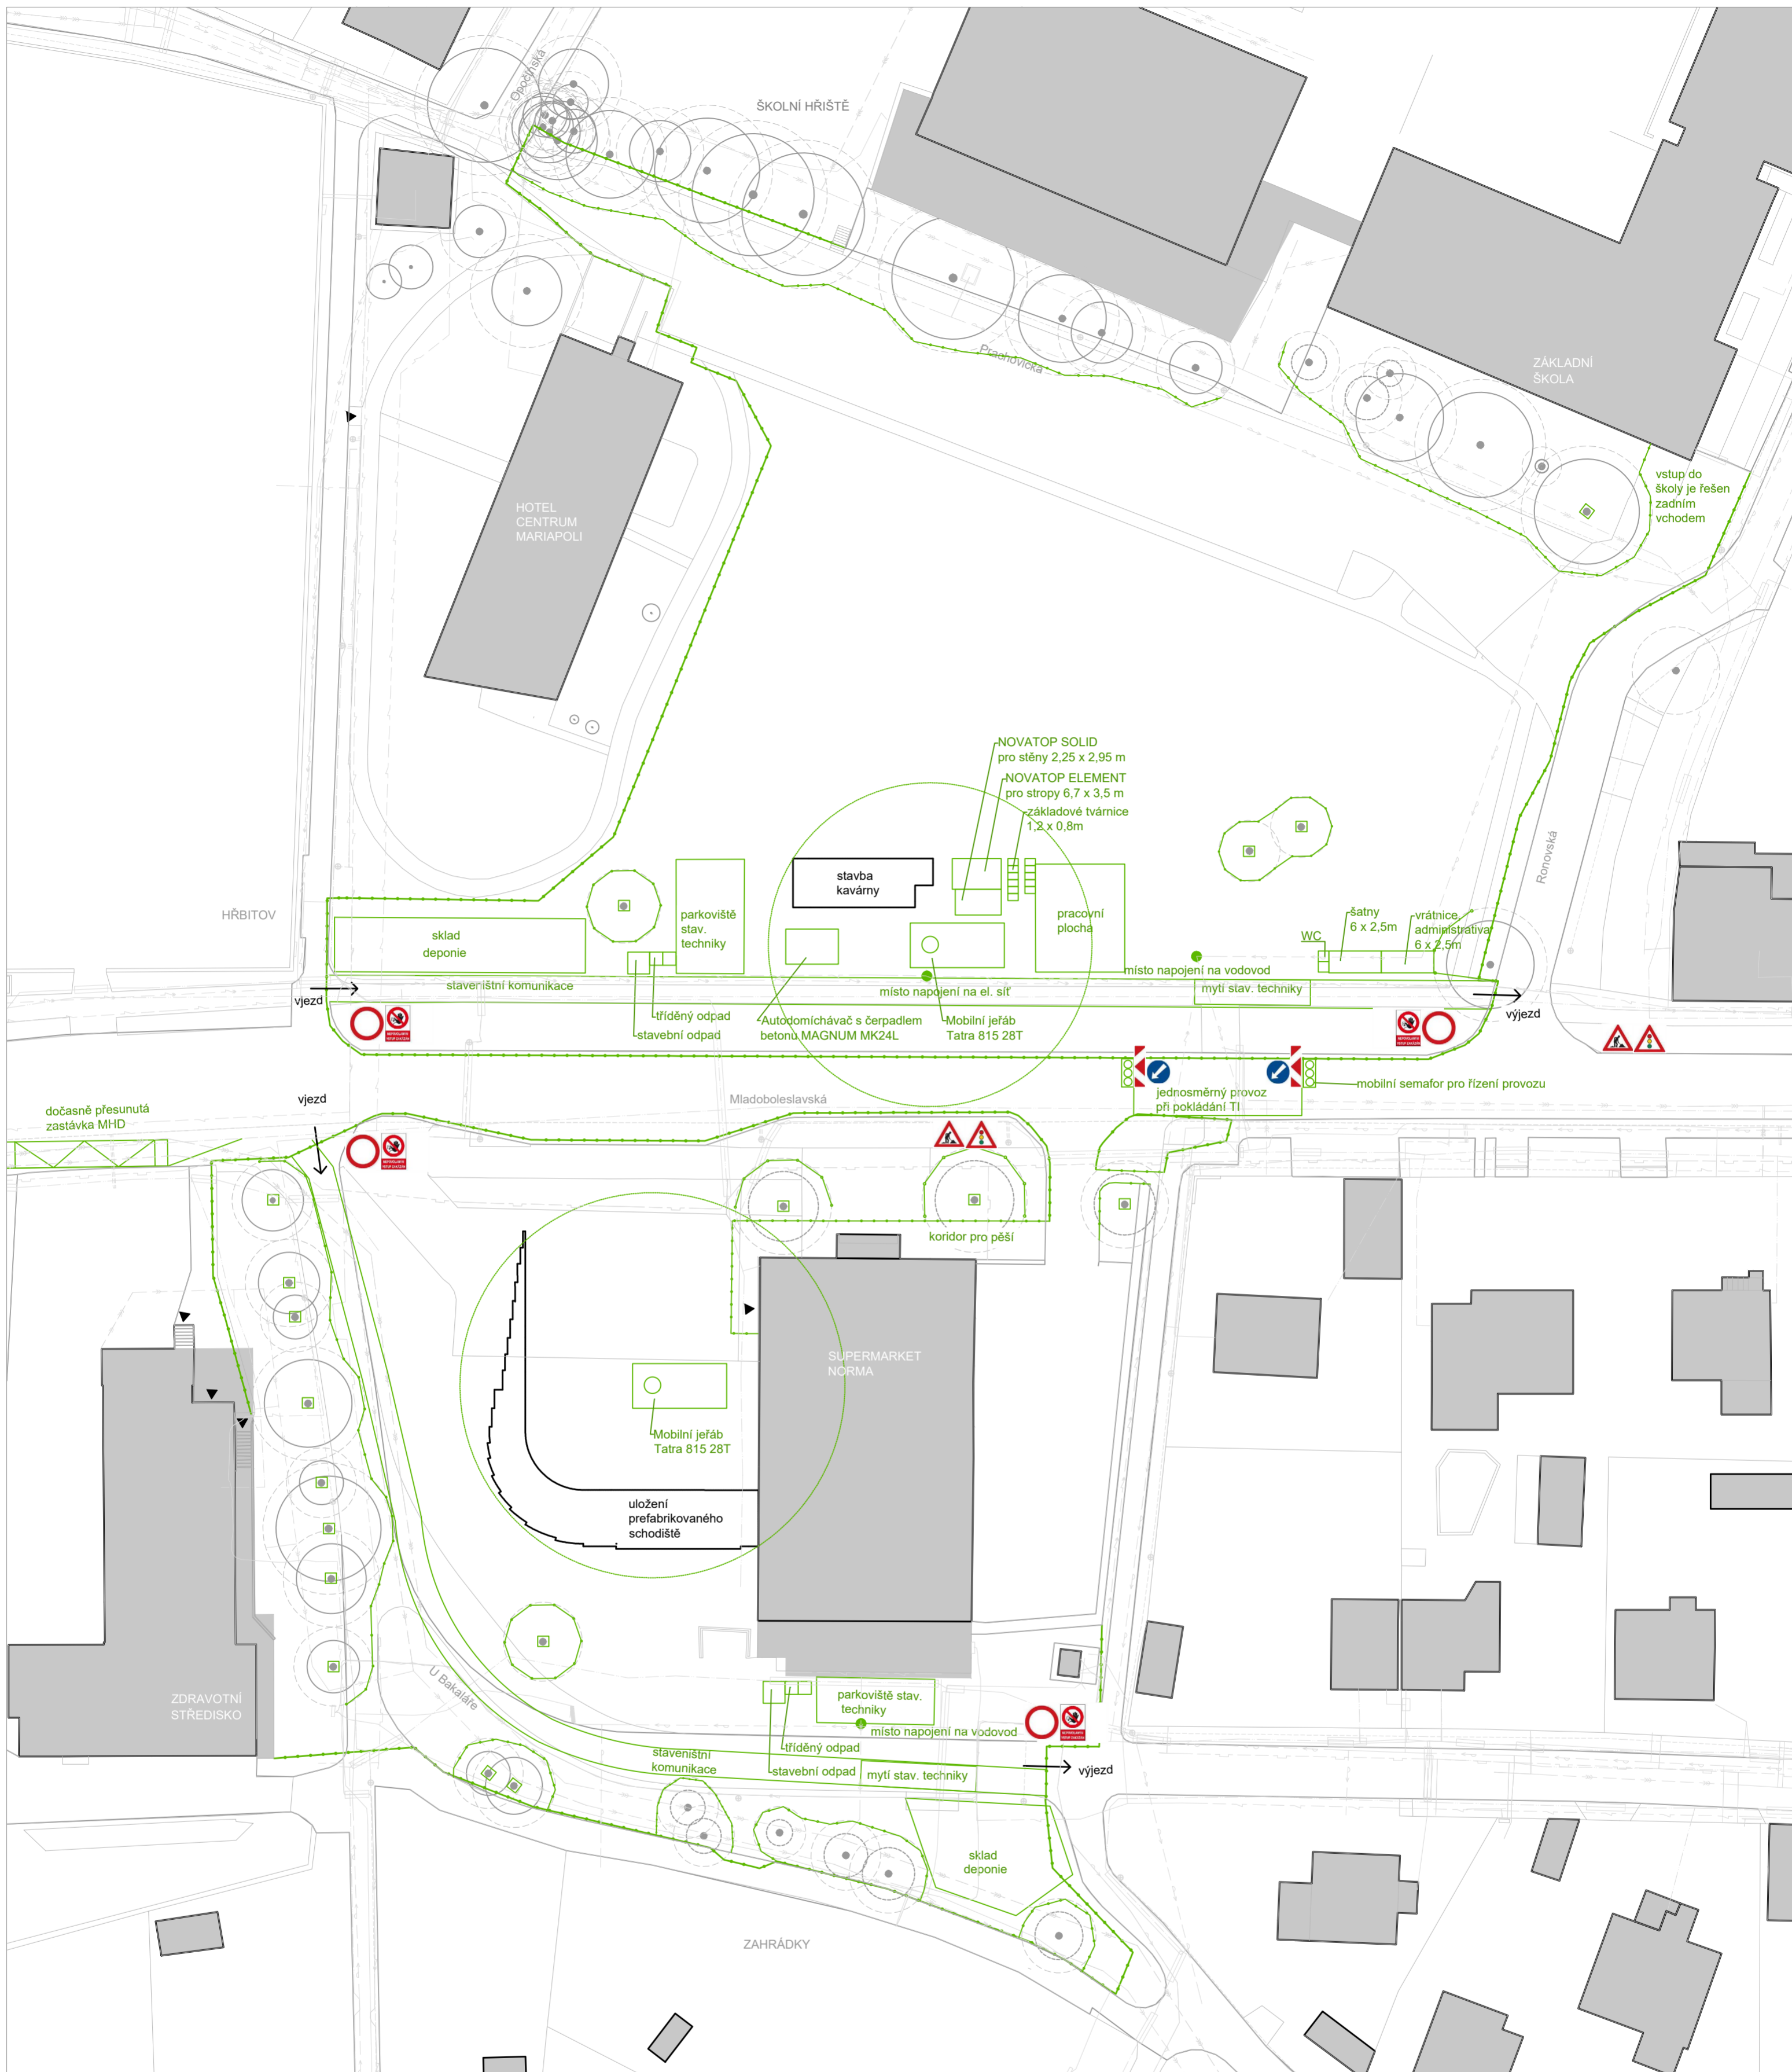 Opočínská
ŠKOLNÍ HŘIŠTĚ
Prachovická
ZÁKLADNÍ
ŠKOLA
vstup do
školy je řešen
zadním
vchodem
HOTEL
CENTRUM
MARIAPOLI
NOVATOP SOLID
pro stěny 2,25 x 2,95 m
NOVATOP ELEMENT
pro stropy 6,7 x 3,5 m
základové tvárnice
1,2 x 0,8m
Ronovská
stavba
kavárny
HŘBITOV
sklad
deponie
parkoviště
stav.
techniky
pracovní
plocha
WC
šatny
6 x 2,5m
vrátnice,
administrativa
6 x 2,5m
místo napojení na vodovod
vjezd
staveništní komunikace
místo napojení na el. síť
mytí stav. techniky
výjezd
tříděný odpad
stavební odpad
Autodomíchávač s čerpadlem
betonu MAGNUM MK24L
Mobilní jeřáb
Tatra 815 28T
mobilní semafor pro řízení provozu
jednosměrný provoz
při pokládání TI
Mladoboleslavská
vjezd
dočasně přesunutá
zastávka MHD
koridor pro pěší
SUPERMARKET
NORMA
Mobilní jeřáb
Tatra 815 28T
uložení
prefabrikovaného
schodiště
U Bakaláře
ZDRAVOTNÍ
STŘEDISKO
parkoviště stav.
techniky
místo napojení na vodovod
tříděný odpad
staveništní
komunikace
stavební odpad
mytí stav. techniky
výjezd
sklad
deponie
ZAHRÁDKY